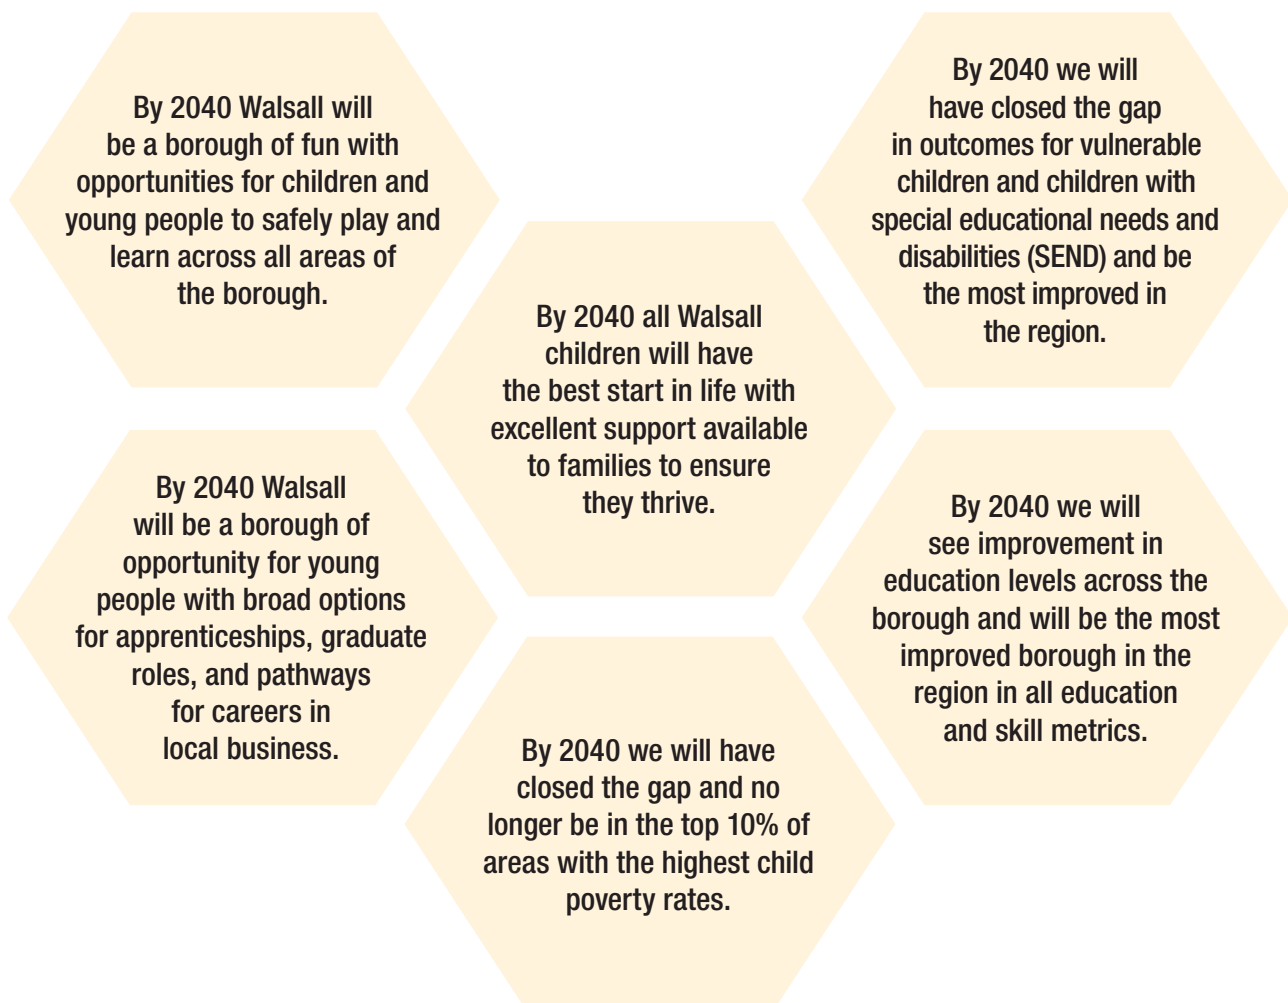 By 2040 Walsall will
be a borough of fun with
opportunities for children and
young people to safely play and
learn across all areas of
the borough.
By 2040 we will
have closed the gap
in outcomes for vulnerable
children and children with
special educational needs and
disabilities (SEND) and be
the most improved in
the region.
By 2040 all Walsall
children will have
the best start in life with
excellent support available
to families to ensure
they thrive.
By 2040 Walsall
will be a borough of
opportunity for young
people with broad options
for apprenticeships, graduate
roles, and pathways
for careers in
local business.
By 2040 we will
see improvement in
education levels across the
borough and will be the most
improved borough in the
region in all education
and skill metrics.
By 2040 we will have
closed the gap and no
longer be in the top 10% of
areas with the highest child
poverty rates.